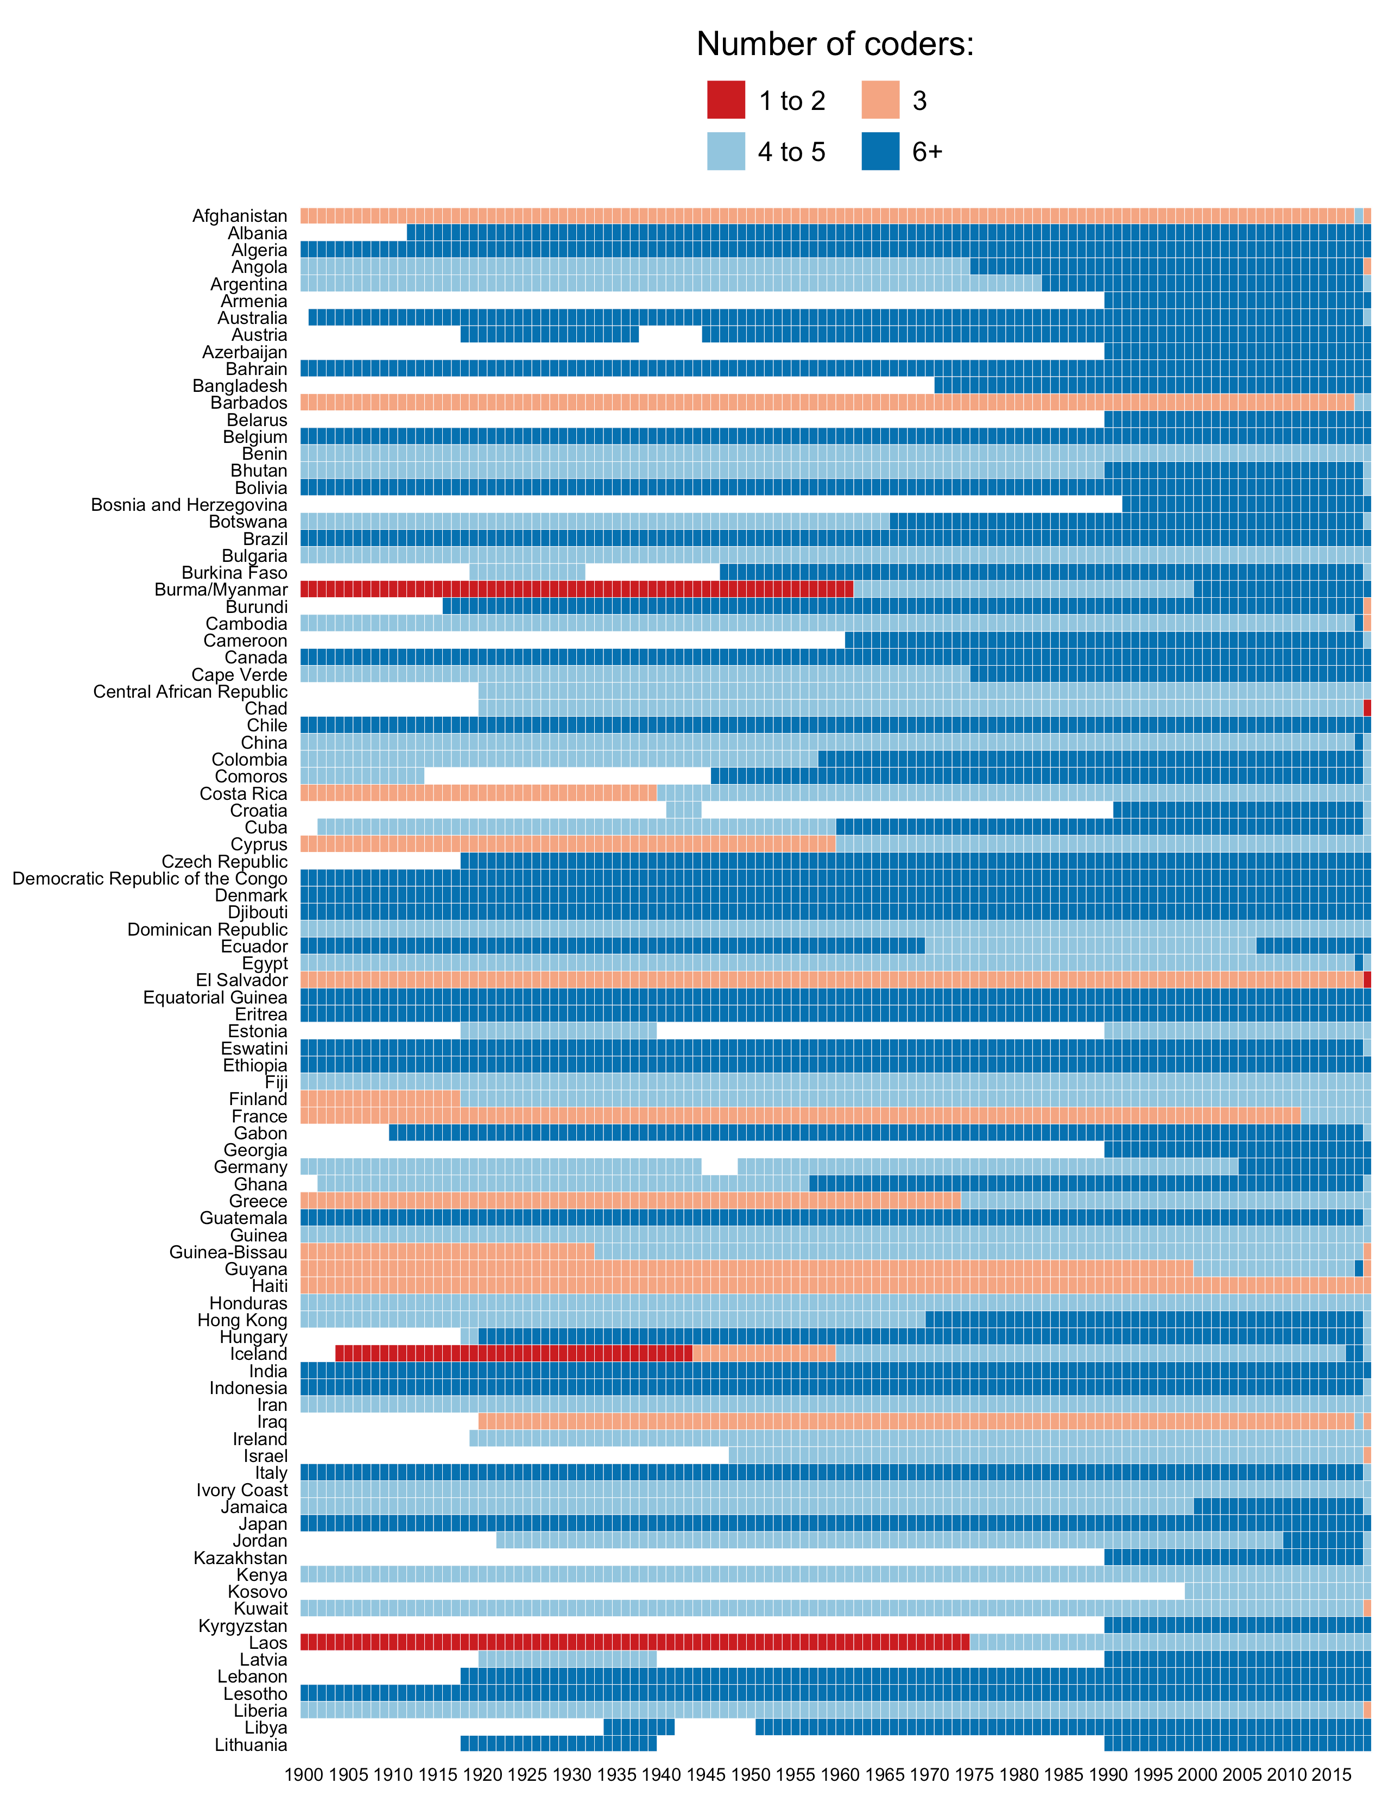 Number of coders:
1 to 2 3
4 to 5 6+
Afghanistan
Albania
Algeria
Angola
Argentina
Armenia
Australia
Austria
Azerbaijan
Bahrain
Bangladesh
Barbados
Belarus
Belgium
Benin
Bhutan
Bolivia
Bosnia and Herzegovina
Botswana
Brazil
Bulgaria
Burkina Faso
Burma/Myanmar
Burundi
Cambodia
Cameroon
Canada
Cape Verde
Central African Republic
Chad
Chile
China
Colombia
Comoros
Costa Rica
Croatia
Cuba
Cyprus
Czech Republic
Democratic Republic of the Congo
Denmark
Djibouti
Dominican Republic
Ecuador
Egypt
El Salvador
Equatorial Guinea
Eritrea
Estonia
Eswatini
Ethiopia
Fiji
Finland
France
Gabon
Georgia
Germany
Ghana
Greece
Guatemala
Guinea
Guinea-Bissau
Guyana
Haiti
Honduras
Hong Kong
Hungary
Iceland
India
Indonesia
Iran
Iraq
Ireland
Israel
Italy
Ivory Coast
Jamaica
Japan
Jordan
Kazakhstan
Kenya
Kosovo
Kuwait
Kyrgyzstan
Laos
Latvia
Lebanon
Lesotho
Liberia
Libya
Lithuania
1900 1905 1910 1915 1920 1925 1930 1935 1940 1945 1950 1955 1960 1965 1970 1975 1980 1985 1990 1995 2000 2005 2010 2015